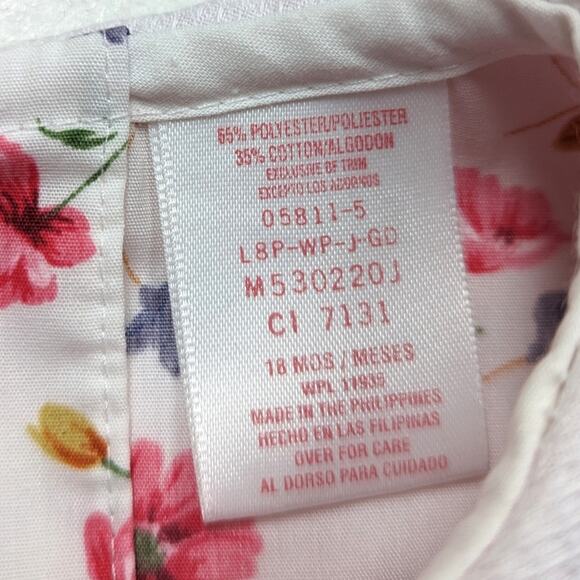 65% POLYESTER/POLIESTER
35% COTTON/ALGODON
EXCLUSIVE OF TRIM
EXCEPTO LOS ADORNOS
05811-5
L8P-WP-J-GD
M530220J
CI 7131
18 MOS / MESES
WPL 11935
MADE IN THE PHILIPPINES
HECHO EN LAS FILIPINAS
OVER FOR CARE
AL DORSO PARA CUIDADO